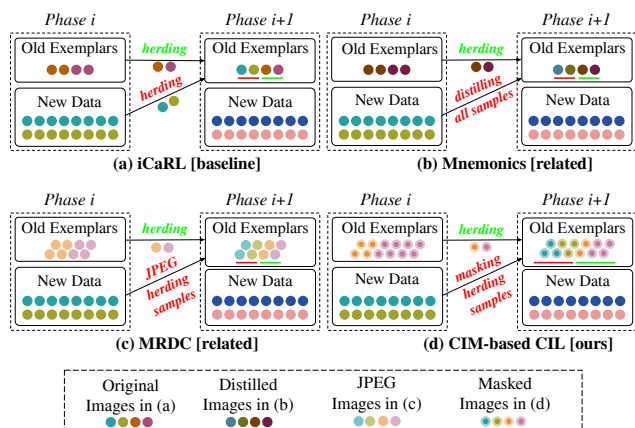 Phase i
Phase i+1
Old Exemplars
herding
Old Exemplars
New Data
herding
New Data
(a) iCaRL [baseline]
Phase i
Phase i+1
Old Exemplars
herding
Old Exemplars
New Data
distilling
all samples
New Data
(b) Mnemonics [related]
Phase i
Phase i+1
Old Exemplars
herding
Old Exemplars
New Data
JPEG
herding
samples
New Data
(c) MRDC [related]
Phase i
Phase i+1
Old Exemplars
herding
Old Exemplars
New Data
masking
herding
samples
New Data
(d) CIM-based CIL [ours]
Original
Images in (a)
Distilled
Images in (b)
JPEG
Images in (c)
Masked
Images in (d)